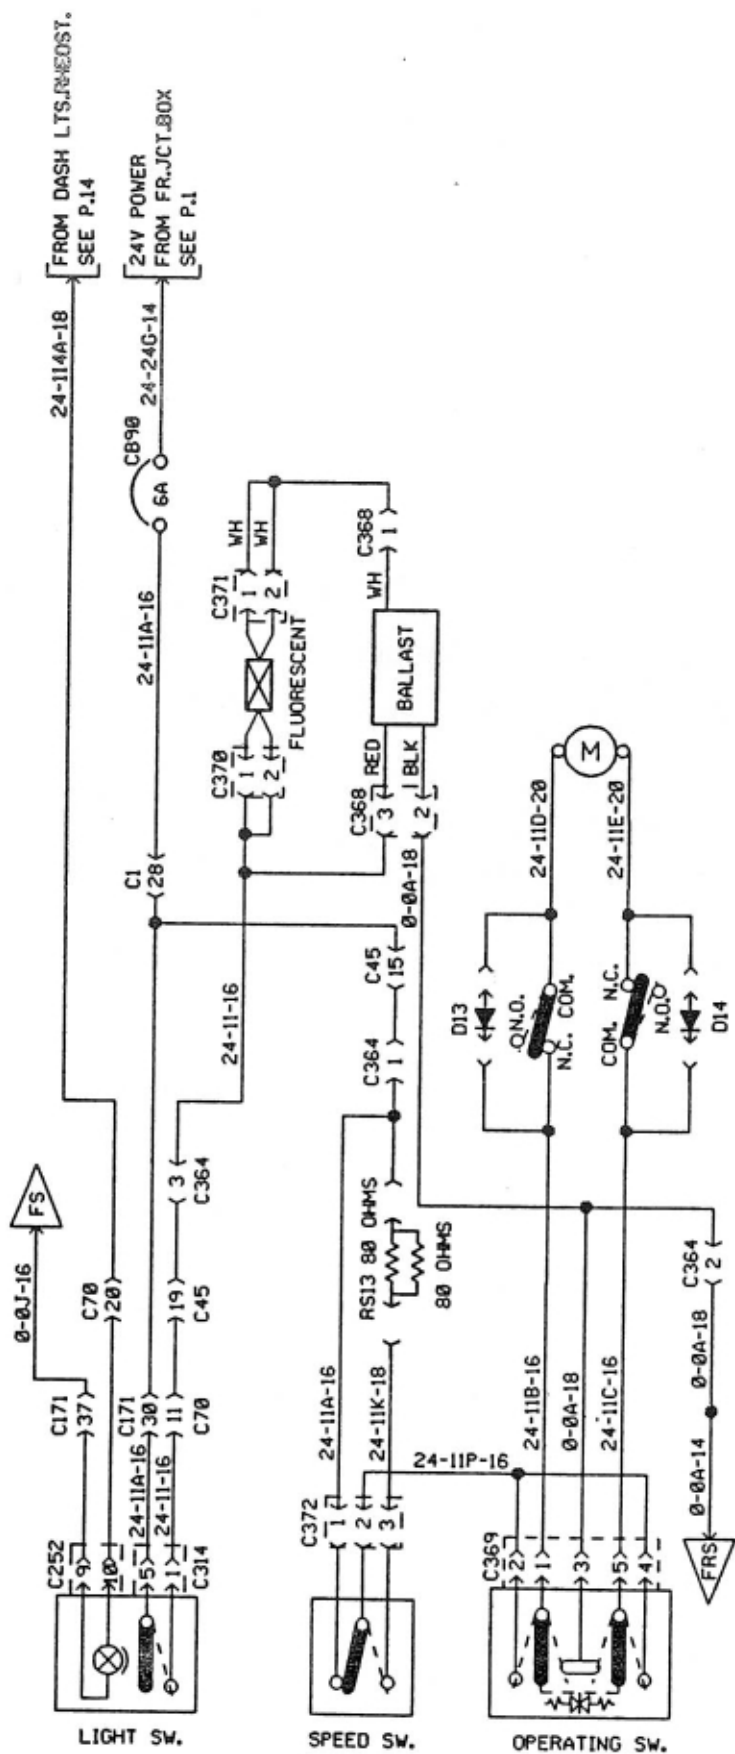 FROM DASH LTS.RHEOST.
SEE P.14
24V POWER
FROM FR.JCT.BOX
SEE P.1
24-114A-18
24-24G-14
CB90
6A
24-11A-16
C1
28
C371
1
2
WH
WH
FLUORESCENT
C370
1
2
C368
1
WH
BALLAST
RED
BLK
C368
3
2
0-0A-18
24-11-16
C45
15
C364
1
FS
0-0J-16
C70
20
3
C364
19
C45
C171
37
C171
30
11
C70
24-11A-16
24-11-16
C252
9
10
5
1
C314
LIGHT SW.
RS13 80 OHMS
80 OHMS
24-11A-16
24-11K-18
24-11P-16
C372
1
2
3
SPEED SW.
24-11D-20
24-11E-20
M
D13
N.O.
N.C.
COM.
COM.
N.C.
N.O.
D14
24-11B-16
0-0A-18
24-11C-16
C364
2
0-0A-18
0-0A-14
FRS
C369
2
1
3
5
4
OPERATING SW.